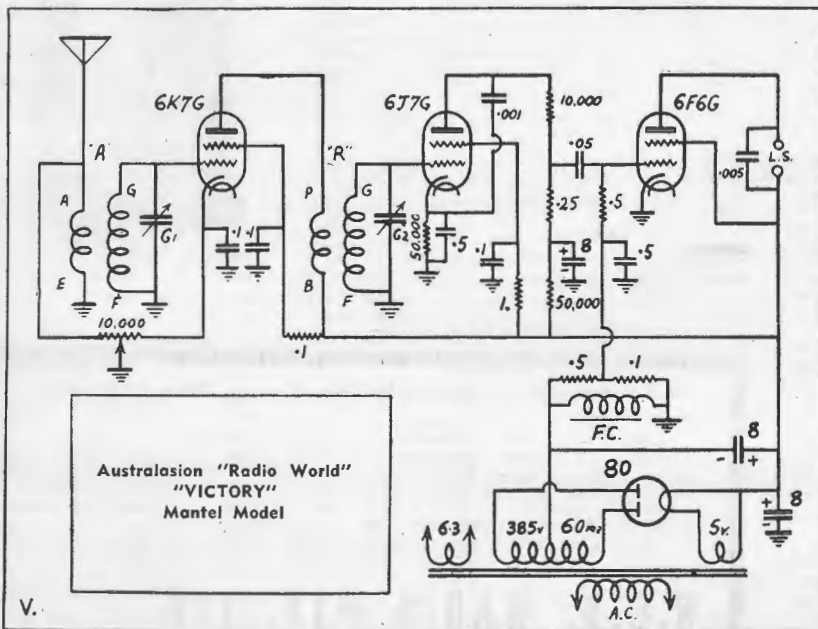 6K7G
6J7G
6F6G
"A"
"R"
.001
10,000
A
G
P
G
.05
L.S.
.005
G1
G2
.25
.5
.1
.1
50,000
.5
.1
+
8
-
.5
E
F
B
F
1.
50,000
10,000
.1
.5
.1
F.C.
8
-
+
80
+
8
-
6.3
385v
60ma
5v.
A.C.
Australasion "Radio World"
"VICTORY"
Mantel Model
V.